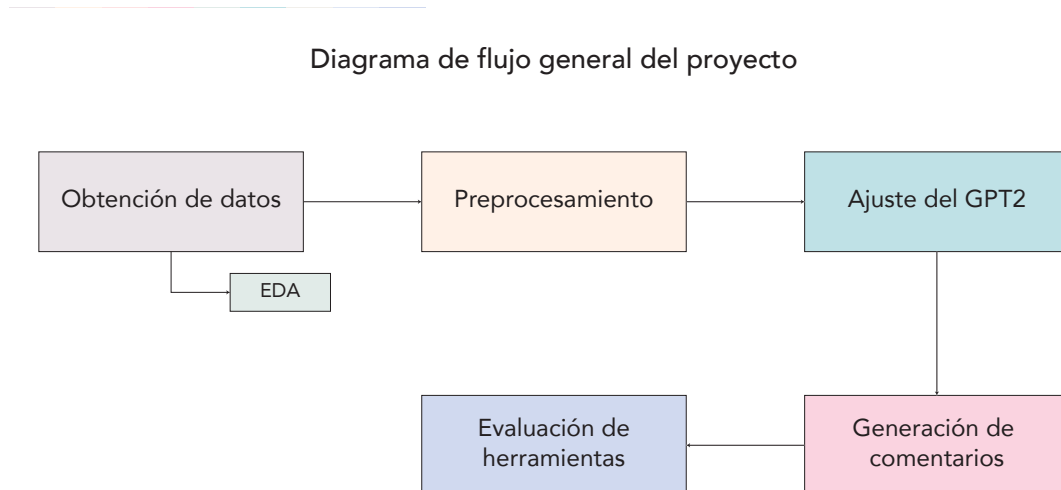 Diagrama de flujo general del proyecto
Obtención de datos
Preprocesamiento
Ajuste del GPT2
EDA
Evaluación de
herramientas
Generación de
comentarios